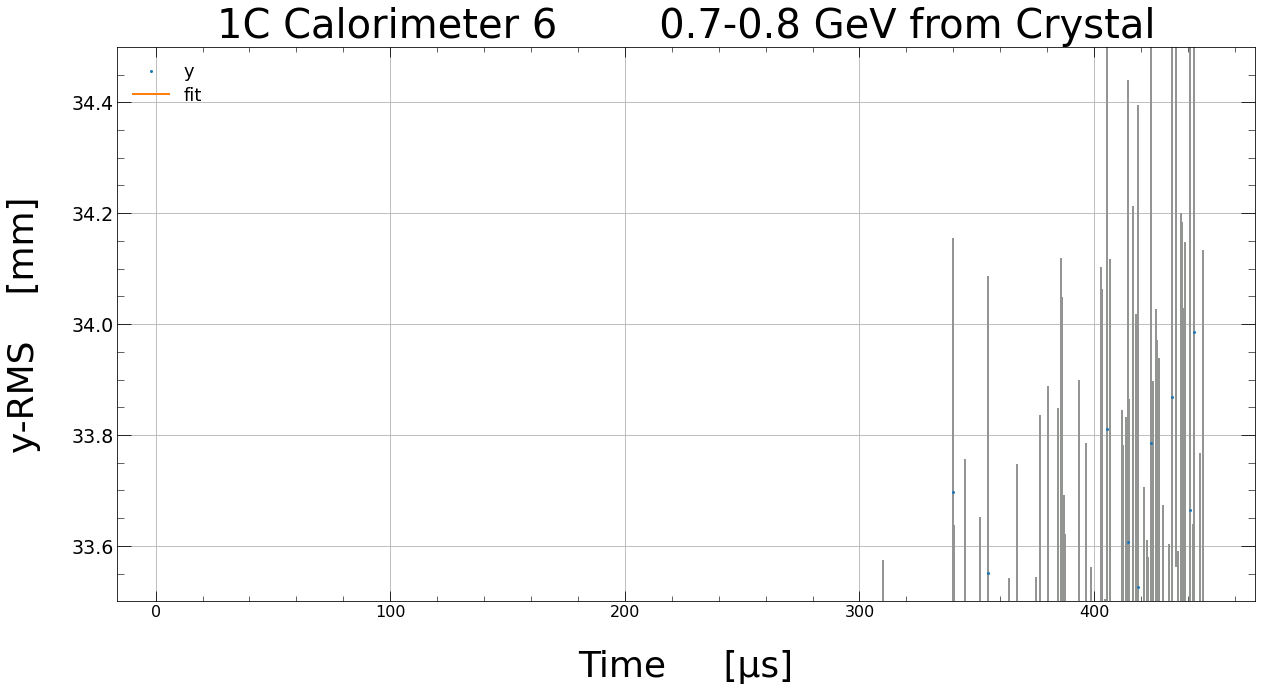 1C Calorimeter 6 0.7-0.8 GeV from Crystal
y
fit
34.4
34.2
34.0
33.8
33.6
y-RMS [mm]
0 100 200 300 400
Time [μs]